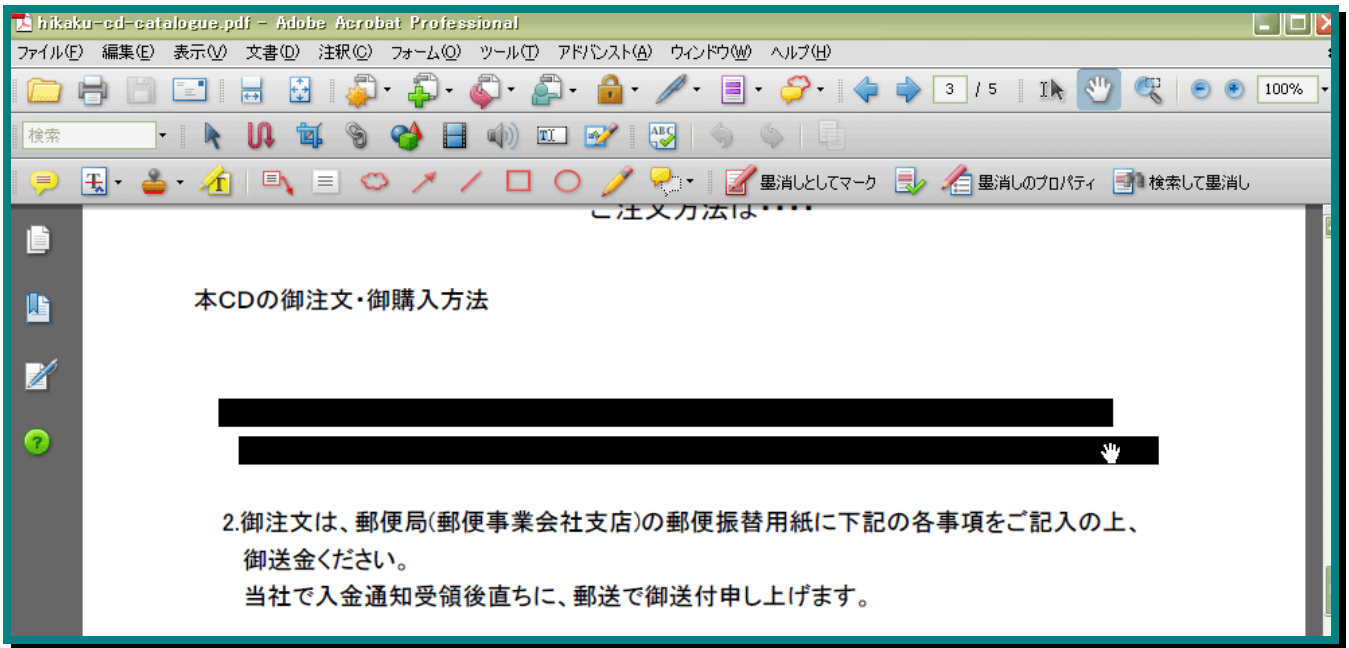 hikaku-cd-catalogue.pdf - Adobe Acrobat Professional
ファイル(F) 編集(E) 表示(V) 文書(D) 注釈(C) フォーム(O) ツール(T) アドバンスト(A) ウィンドウ(W) ヘルプ(H)
3 / 5 100%
検索
墨消しとしてマーク 墨消しのプロパティ 検索して墨消し
ご注文方法は・・・・
本CDの御注文・御購入方法
2.御注文は、郵便局(郵便事業会社支店)の郵便振替用紙に下記の各事項をご記入の上、
御送金ください。
当社で入金通知受領後直ちに、郵送で御送付申し上げます。